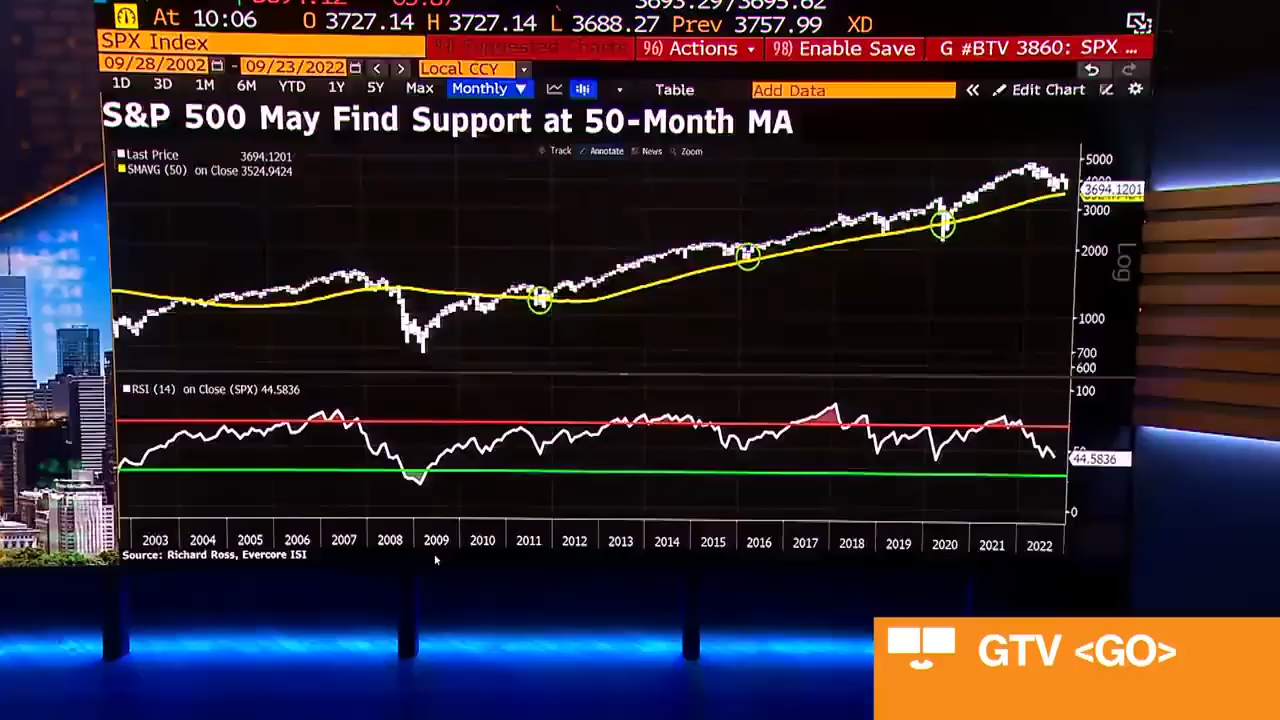 At 10:06 O 3727.14 H 3727.14 L 3688.27 Prev 3757.99 XD
SPX Index 96) Actions 98) Enable Save G #BTV 3860: SPX ...
09/28/2002 - 09/23/2022 < > Local CCY
1D 3D 1M 6M YTD 1Y 5Y Max Monthly ▼ Table Add Data « Edit Chart
S&P 500 May Find Support at 50-Month MA
Track Annotate News Zoom
Last Price 3694.1201
SMAVG (50) on Close 3524.9424
5000
3694.1201
3000
2000
Log
1000
700
600
RSI (14) on Close (SPX) 44.5836
100
44.5836
0
2003 2004 2005 2006 2007 2008 2009 2010 2011 2012 2013 2014 2015 2016 2017 2018 2019 2020 2021 2022
Source: Richard Ross, Evercore ISI
GTV <GO>